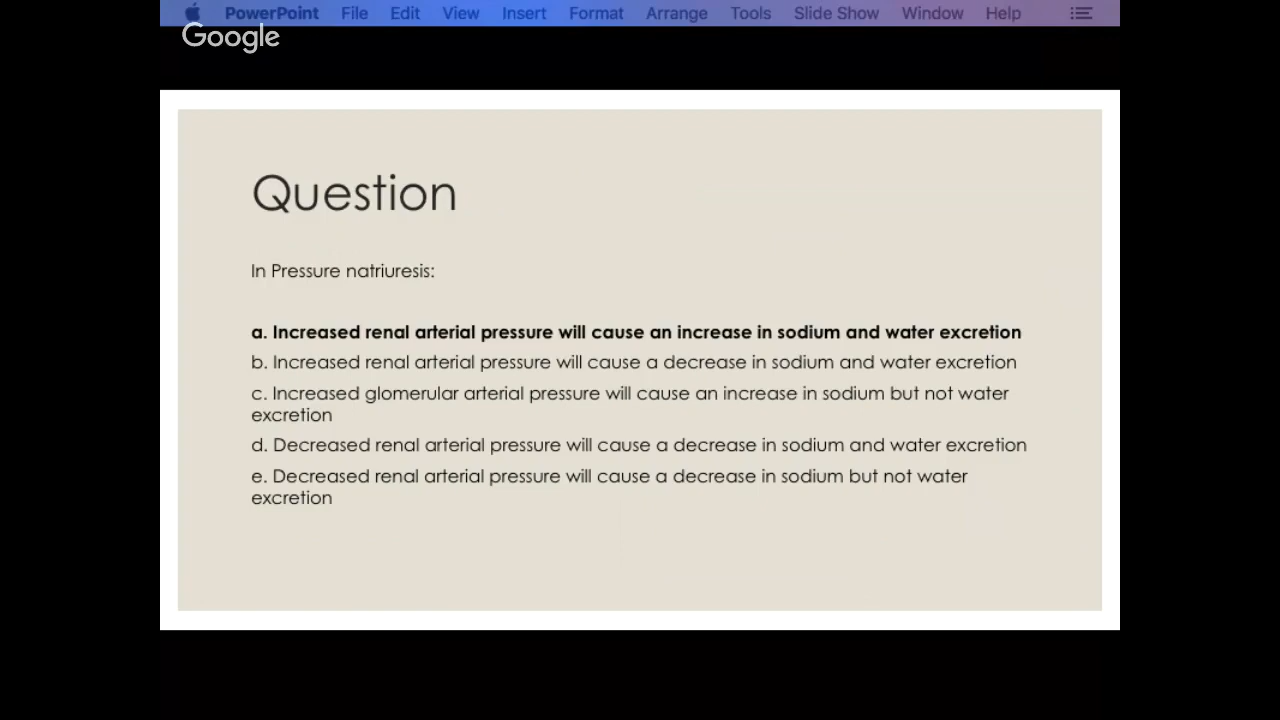 PowerPoint File Edit View Insert Format Arrange Tools Slide Show Window Help
Google
Question
In Pressure natriuresis:
a. Increased renal arterial pressure will cause an increase in sodium and water excretion
b. Increased renal arterial pressure will cause a decrease in sodium and water excretion
c. Increased glomerular arterial pressure will cause an increase in sodium but not water
excretion
d. Decreased renal arterial pressure will cause a decrease in sodium and water excretion
e. Decreased renal arterial pressure will cause a decrease in sodium but not water
excretion